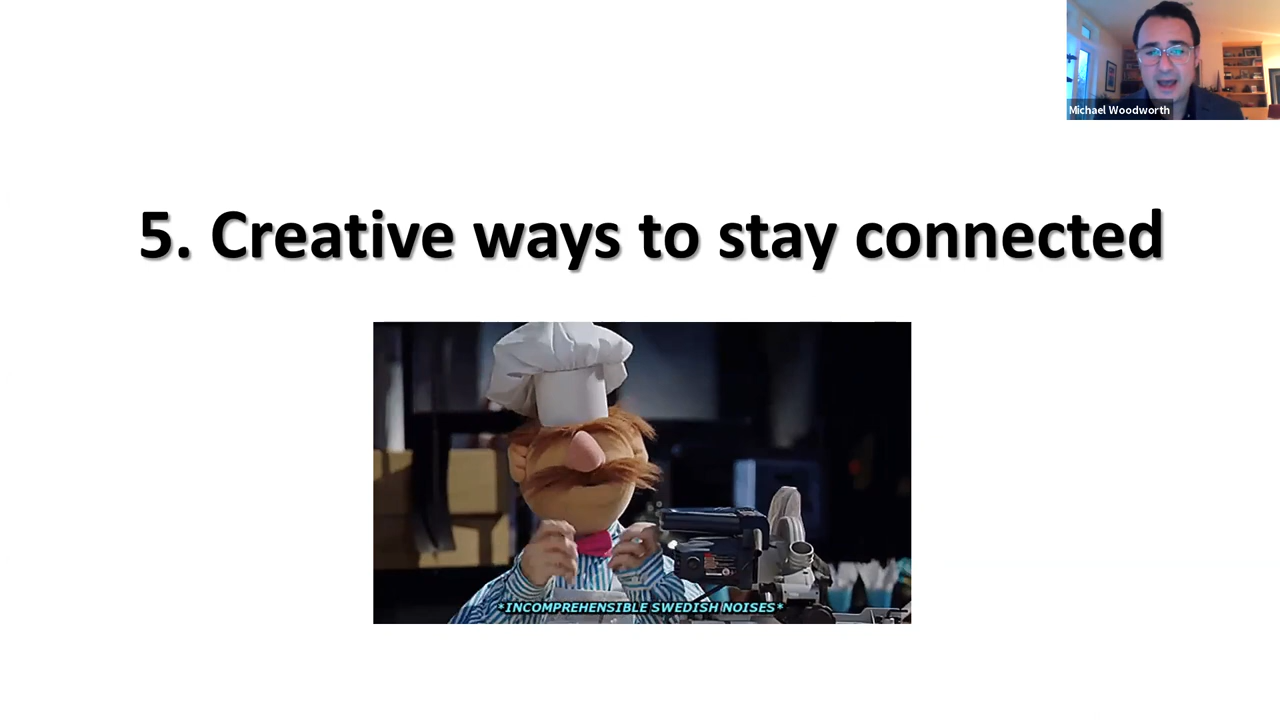 Michael Woodworth
5. Creative ways to stay connected
*INCOMPREHENSIBLE SWEDISH NOISES*